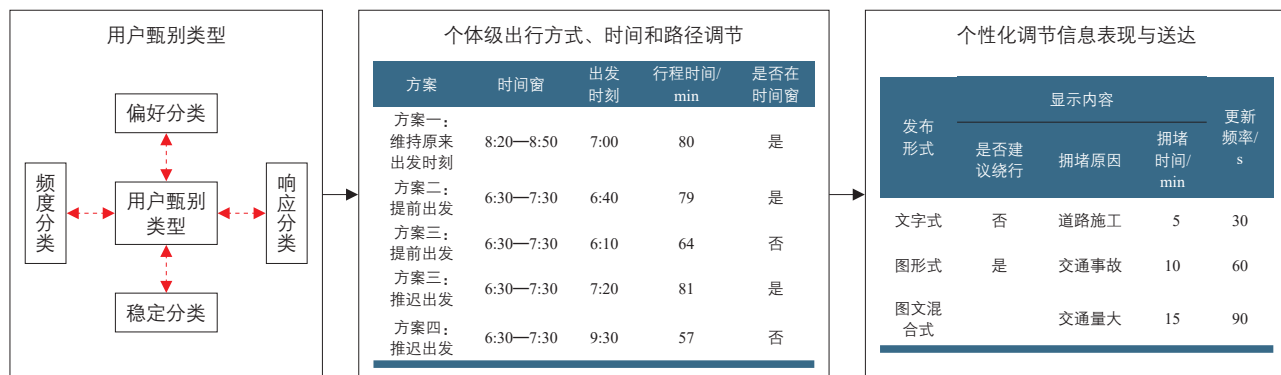 用户甄别类型
偏好分类
频度分类
用户甄别
类型
响应分类
稳定分类
个体级出行方式、时间和路径调节
方案 时间窗 出发
时刻 行程时间/
min 是否在
时间窗
方案一：
维持原来
出发时刻 8:20—8:50 7:00 80 是
方案二：
提前出发 6:30—7:30 6:40 79 是
方案三：
提前出发 6:30—7:30 6:10 64 否
方案三：
推迟出发 6:30—7:30 7:20 81 是
方案四：
推迟出发 6:30—7:30 9:30 57 否
个性化调节信息表现与送达
发布
形式 显示内容 更新
频率/
s
是否建
议绕行 拥堵原因 拥堵
时间/
min
文字式 否 道路施工 5 30
图形式 是 交通事故 10 60
图文混
合式 交通量大 15 90